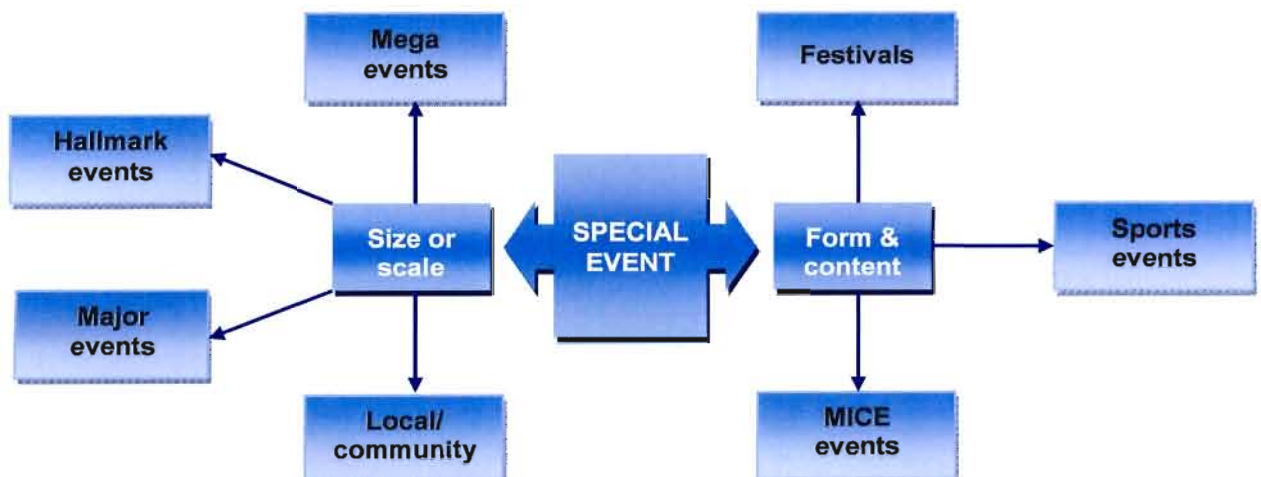 Mega
events
Festivals
Hallmark
events
Size or
scale
SPECIAL
EVENT
Form &
content
Sports
events
Major
events
Local/
community
MICE
events